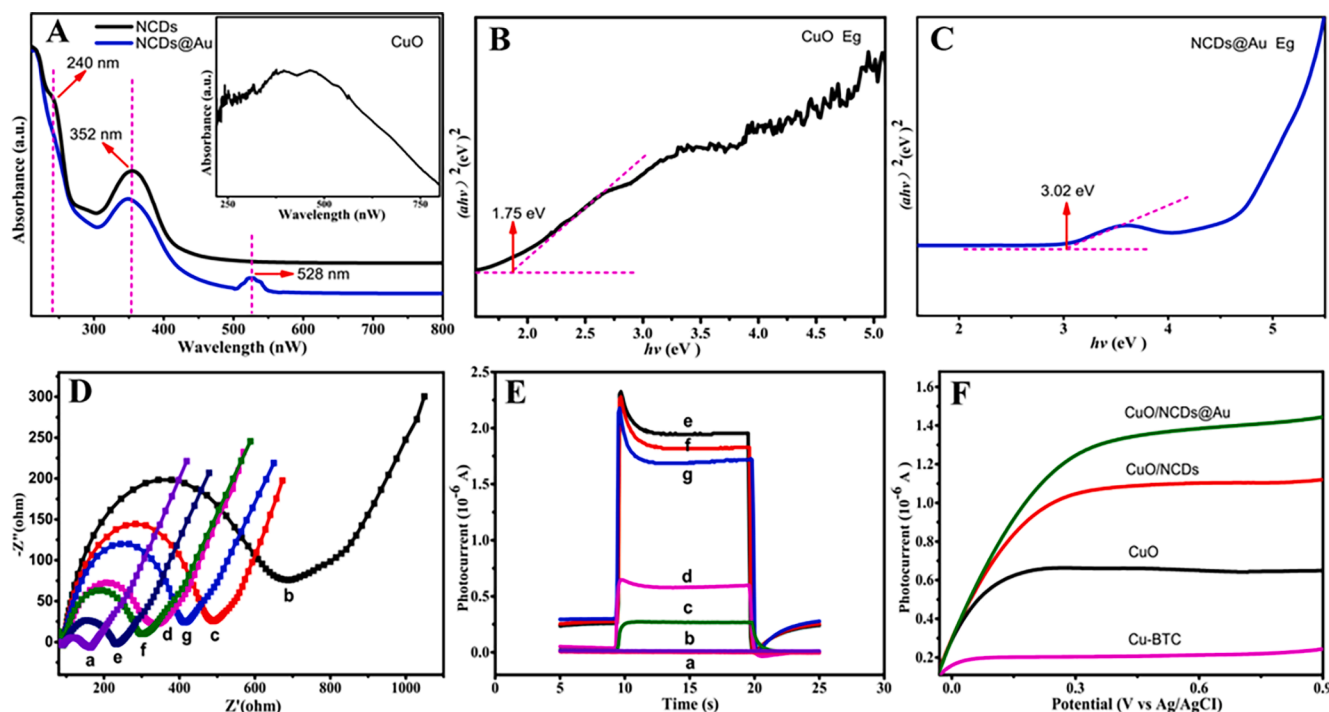 A
NCDs
NCDs@Au
240 nm
352 nm
528 nm
Absorbance (a.u.)
200 300 400 500 600 700 800
Wavelength (nW)
CuO
Absorbance (a.u.)
250 500 750
Wavelength (nW)
B
CuO Eg
1.75 eV
(ahv)²(eV)²
2.0 2.5 3.0 3.5 4.0 4.5 5.0
hv (eV)
C
NCDs@Au Eg
3.02 eV
(ahv)²(eV)²
2 3 4 5
hv (eV)
D
300
250
200
150
100
50
0
-Z''(ohm)
a e f d g c b
200 400 600 800 1000
Z'(ohm)
E
2.5
2.0
1.5
1.0
0.5
0.0
Photocurrent (10⁻⁶ A)
e
f
g
d
c
b
a
0 5 10 15 20 25 30
Time (s)
F
1.6
1.4
1.2
1.0
0.8
0.6
0.4
0.2
Photocurrent (10⁻⁶ A)
CuO/NCDs@Au
CuO/NCDs
CuO
Cu-BTC
0.0 0.3 0.6 0.9
Potential (V vs Ag/AgCl)